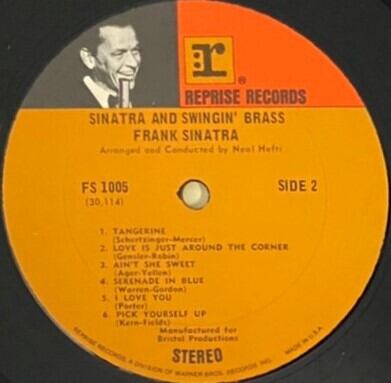 r
®
REPRISE RECORDS
SINATRA AND SWINGIN' BRASS
FRANK SINATRA
Arranged and Conducted by Neal Hefti
FS 1005
(30,114)
SIDE 2
1. TANGERINE
(Schertzinger-Mercer)
2. LOVE IS JUST AROUND THE CORNER
(Gensler-Robin)
3. AIN'T SHE SWEET
(Ager-Yellen)
4. SERENADE IN BLUE
(Warren-Gordon)
5. I LOVE YOU
(Porter)
6. PICK YOURSELF UP
(Kern-Fields)
Manufactured for
Bristol Productions
STEREO
REPRISE RECORDS, A DIVISION OF WARNER BROS. RECORDS INC. MADE IN U.S.A.